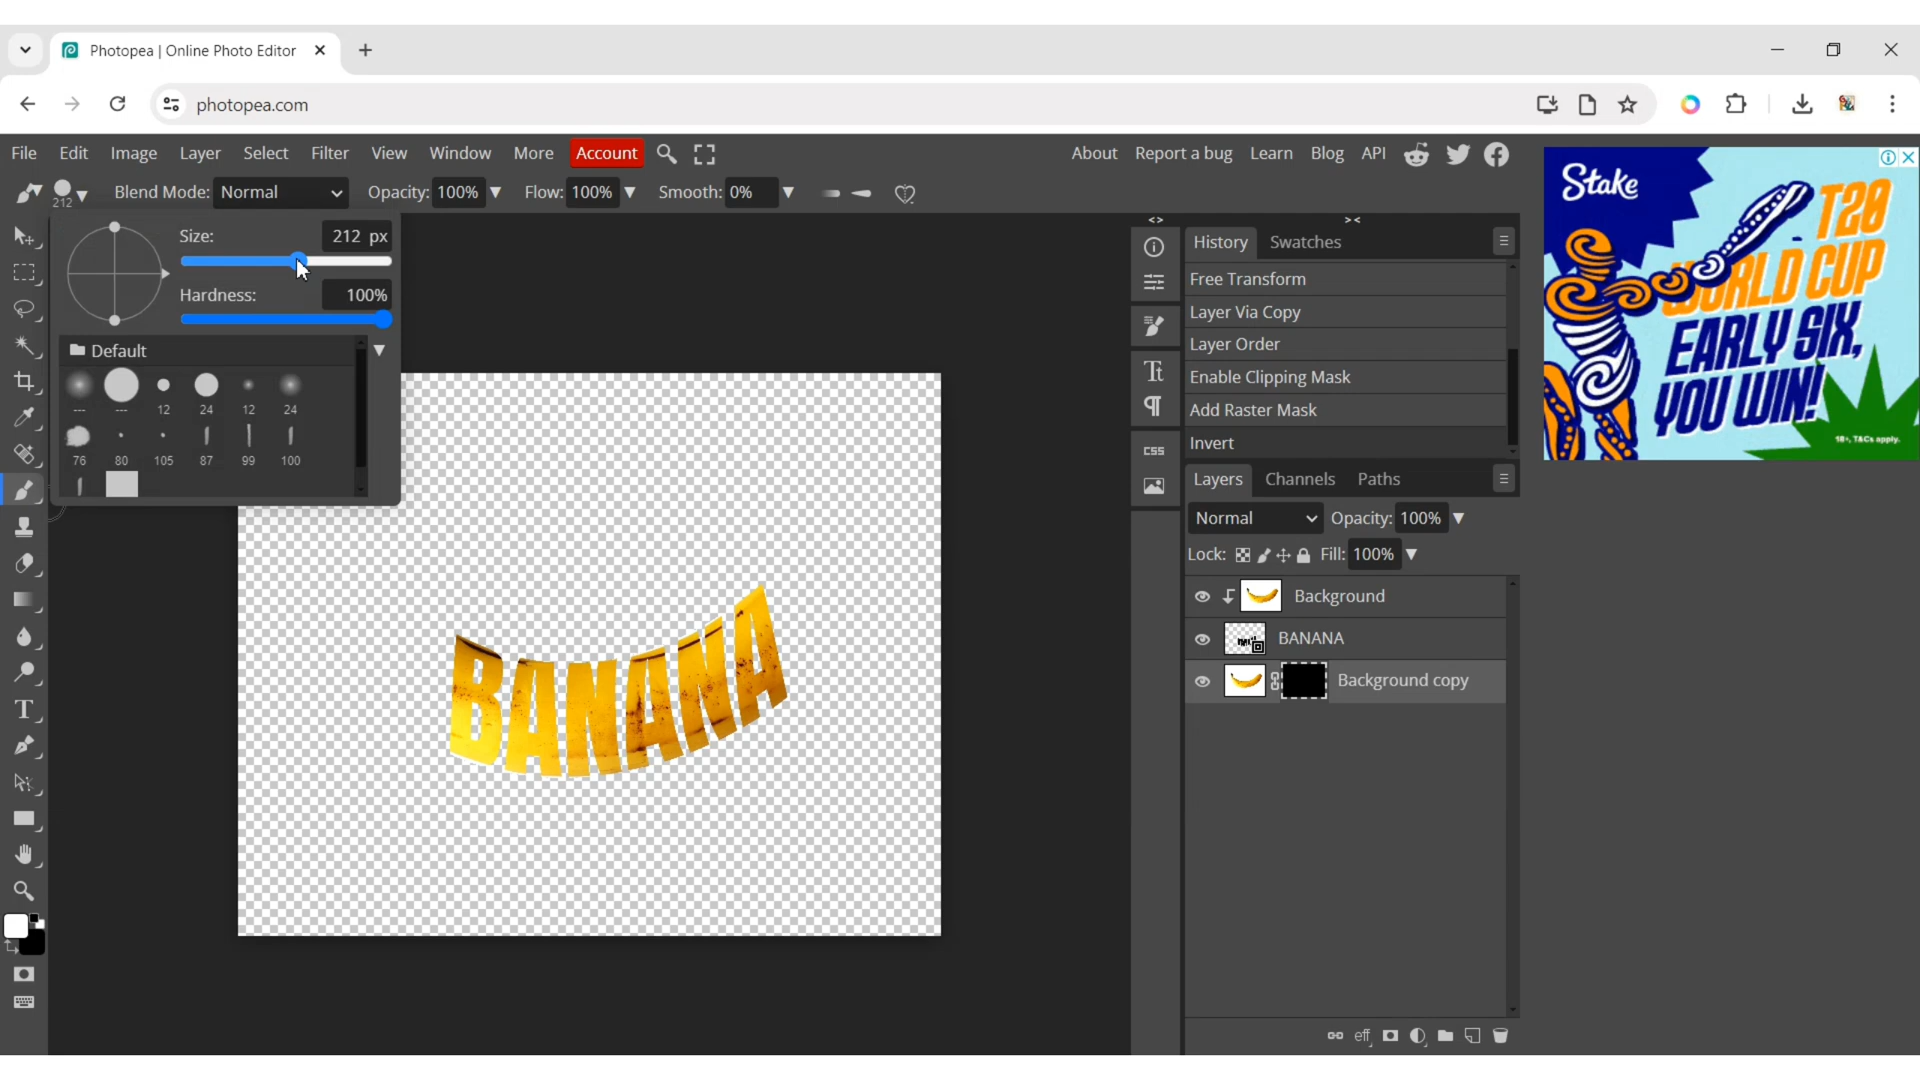 Photopea | Online Photo Editor
photopea.com
File Edit Image Layer Select Filter View Window More Account About Report a bug Learn Blog API
212 Blend Mode: Normal Opacity: 100% Flow: 100% Smooth: 0%
Size: 212 px
Hardness: 100%
Default
--- --- 12 24 12 24
76 80 105 87 99 100
BANANA
<> ><
History Swatches
Free Transform
Layer Via Copy
Layer Order
Enable Clipping Mask
Add Raster Mask
Invert
CSS
Layers Channels Paths
Normal Opacity: 100%
Lock: Fill: 100%
Background
BANANA
Background copy
eff
Stake
T20
WORLD CUP
EARLY SIX,
YOU WIN!
18+, T&Cs apply.